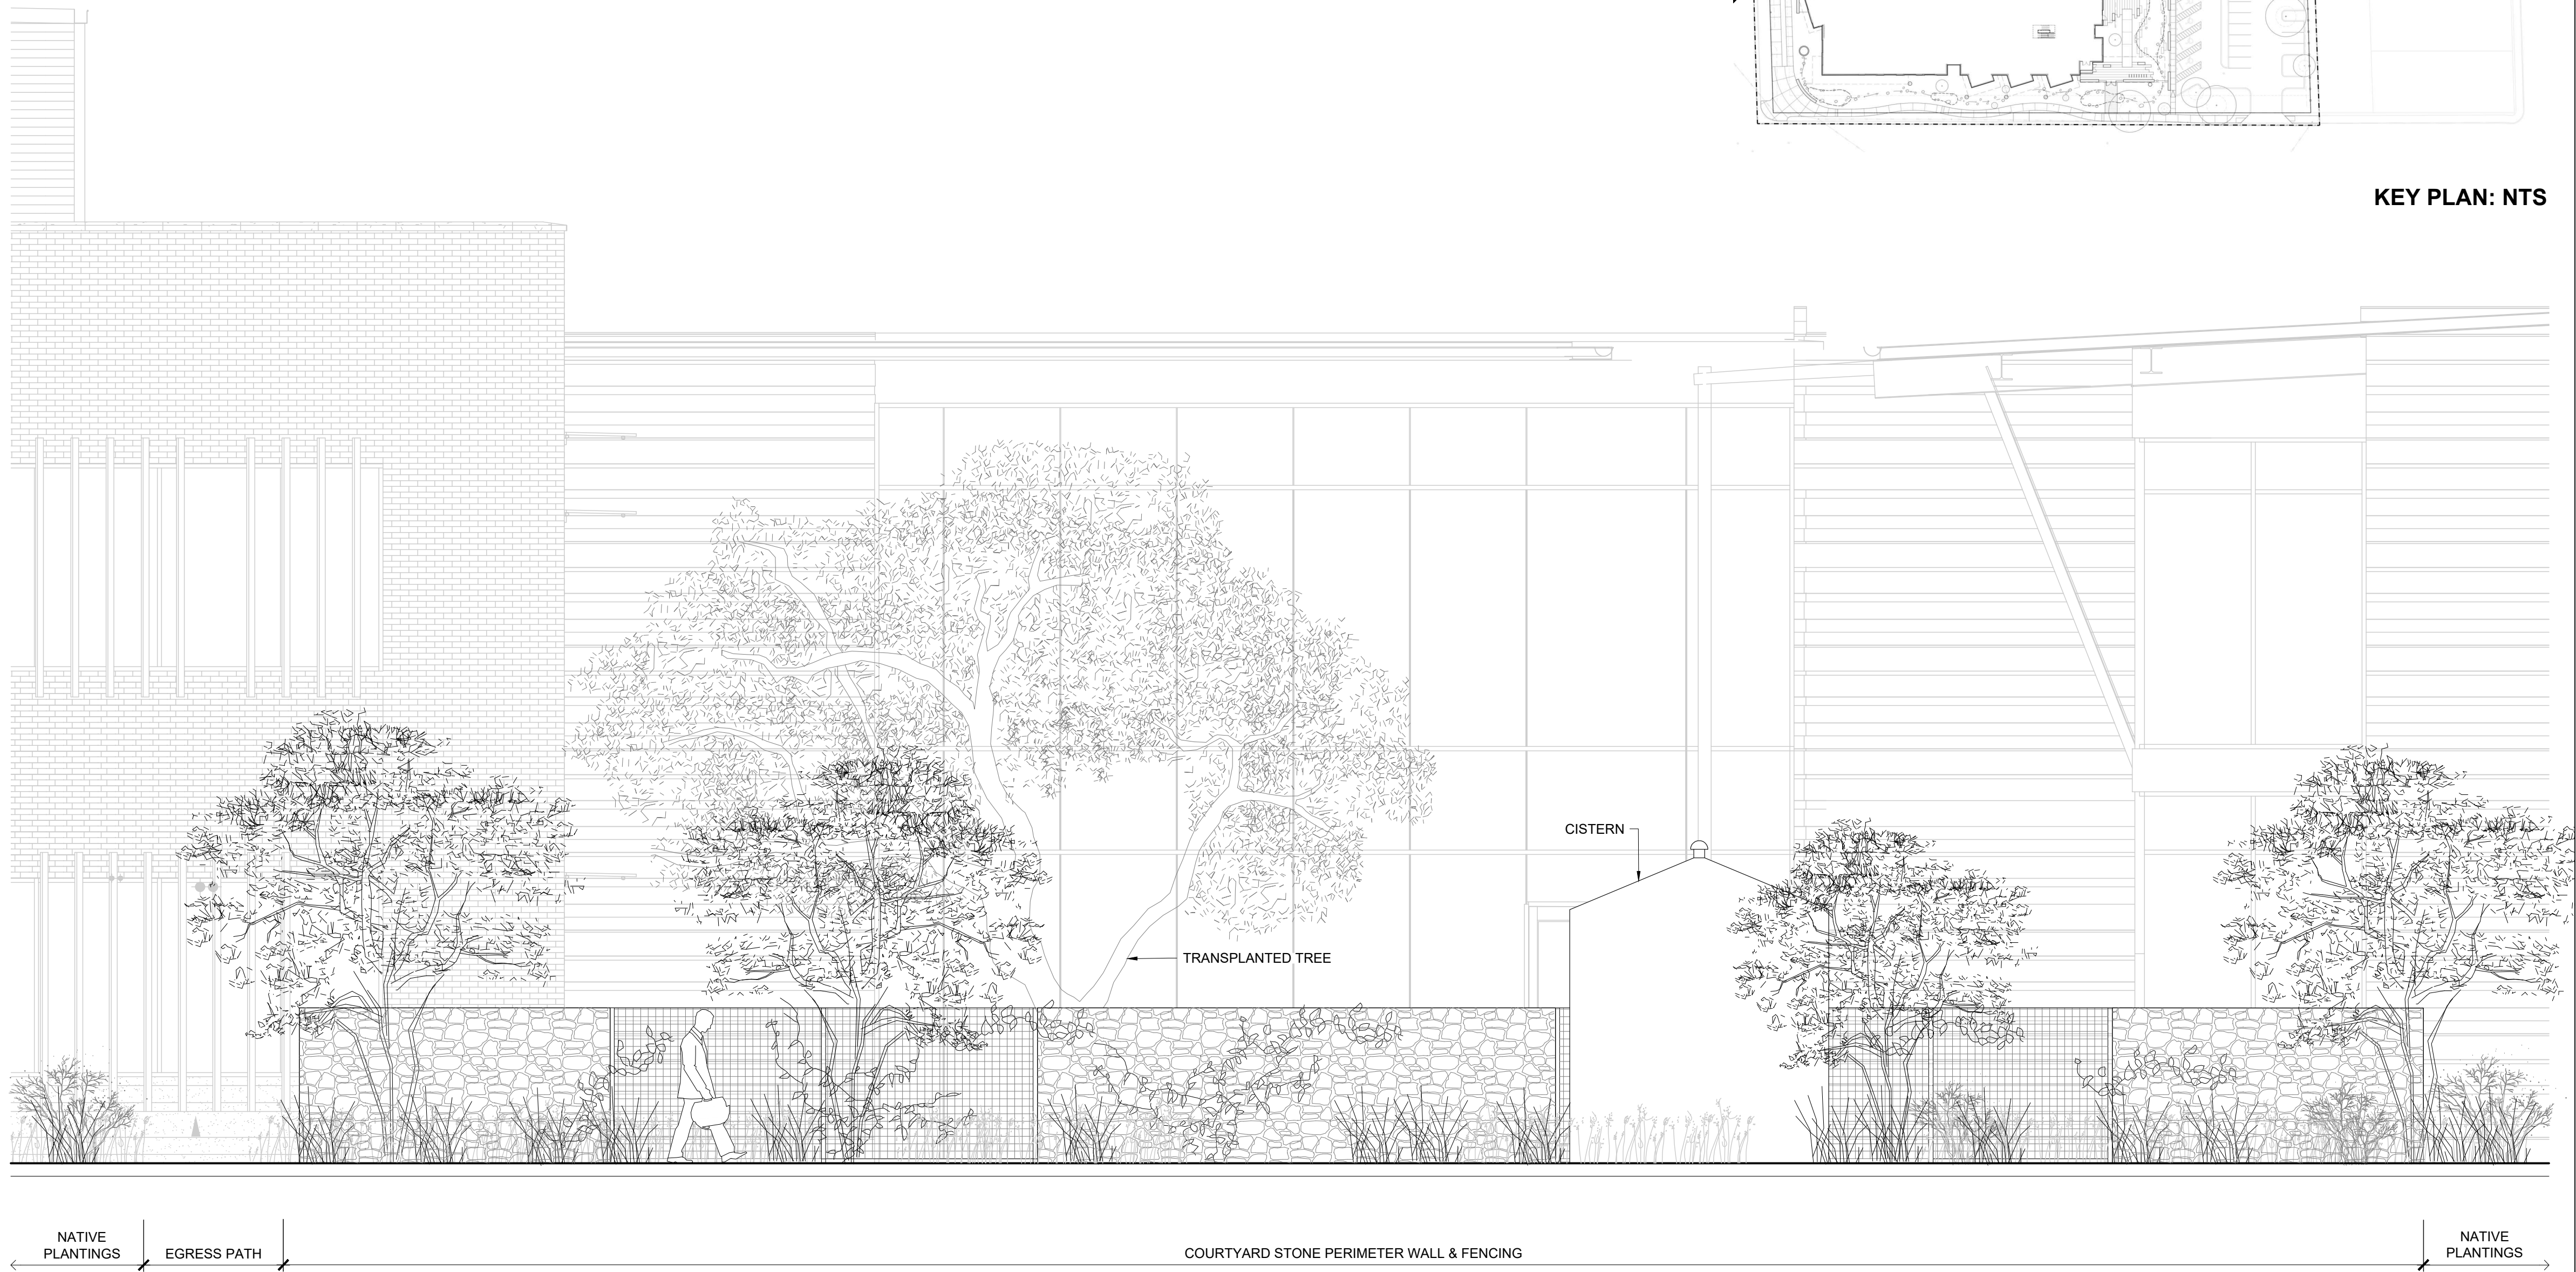 KEY PLAN: NTS
CISTERN
TRANSPLANTED TREE
NATIVE
PLANTINGS
EGRESS PATH
COURTYARD STONE PERIMETER WALL & FENCING
NATIVE
PLANTINGS